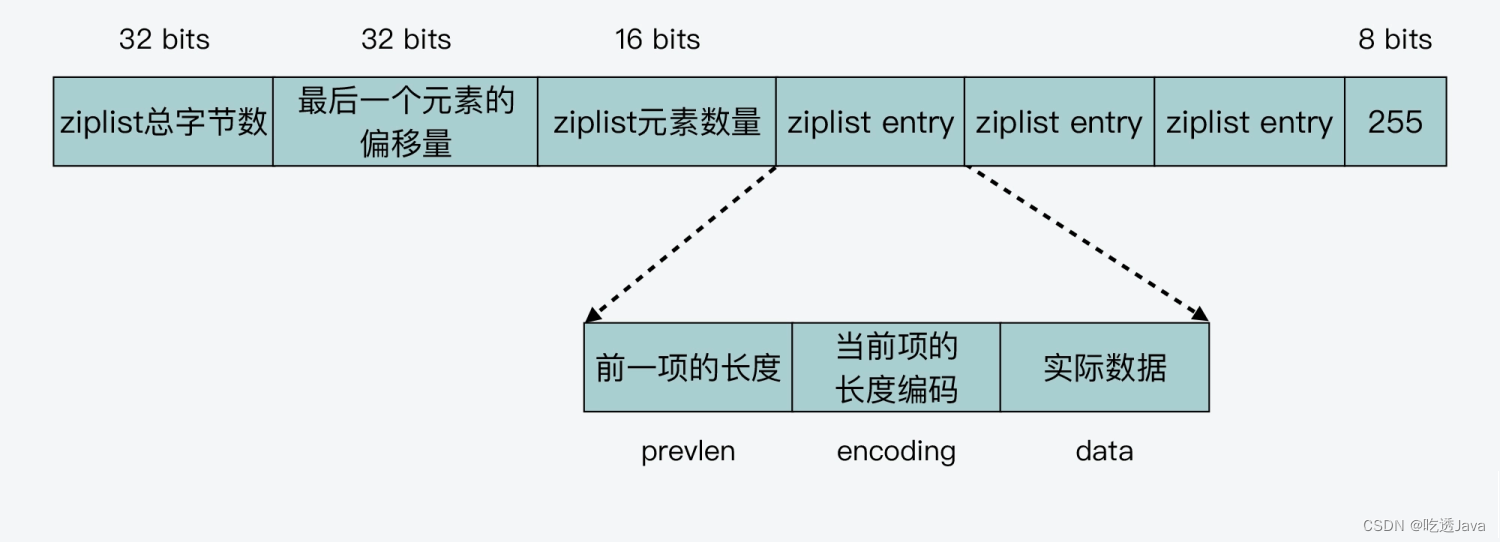 32 bits
32 bits
16 bits
8 bits
ziplist总字节数
最后一个元素的
偏移量
ziplist元素数量
ziplist entry
ziplist entry
ziplist entry
255
前一项的长度
当前项的
长度编码
实际数据
prevlen
encoding
data
CSDN @吃透Java